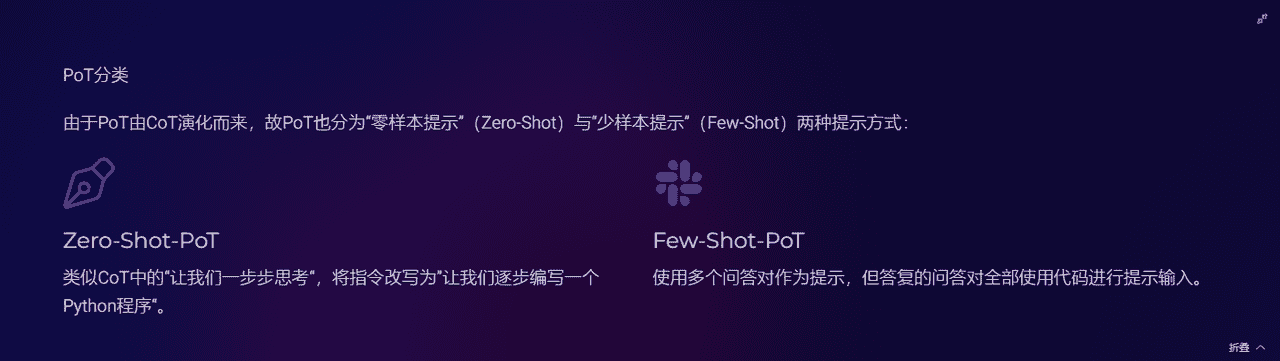 PoT分类
由于PoT由CoT演化而来，故PoT也分为“零样本提示”（Zero-Shot）与”少样本提示“（Few-Shot）两种提示方式：
Zero-Shot-PoT
类似CoT中的“让我们一步步思考“，将指令改写为”让我们逐步编写一个
Python程序“。
Few-Shot-PoT
使用多个问答对作为提示，但答复的问答对全部使用代码进行提示输入。
折叠